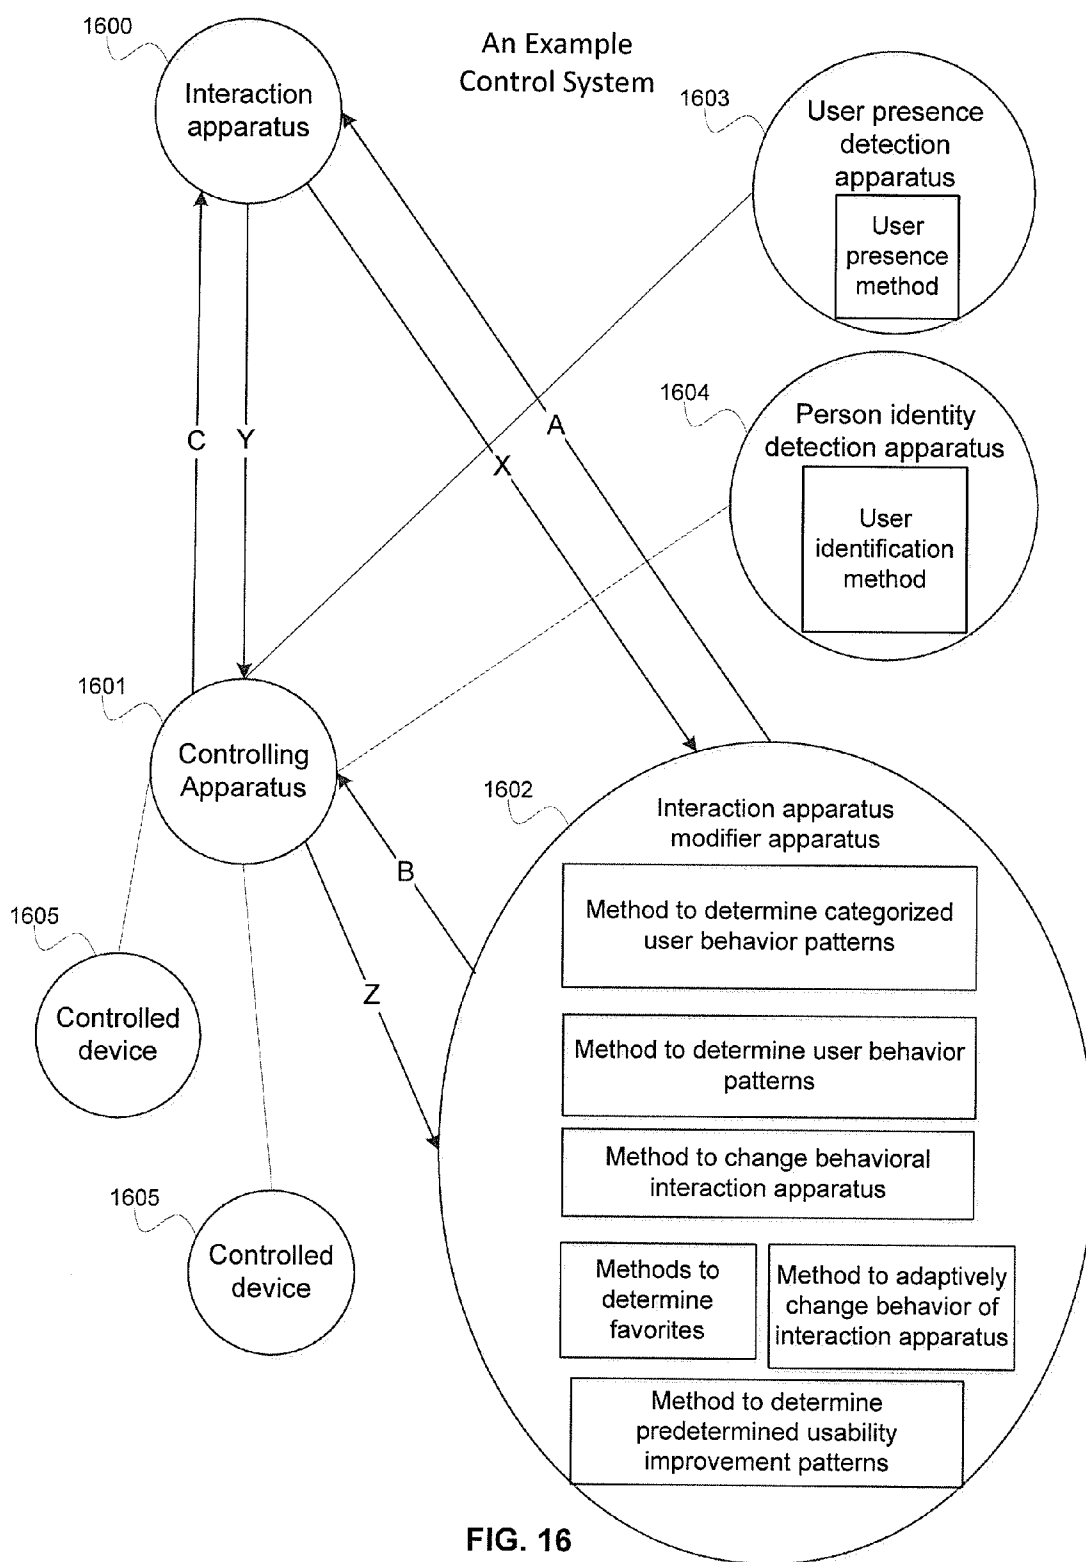 1600
An Example
Control System
Interaction
apparatus
1603
User presence
detection
apparatus
User
presence
method
1604
Person identity
detection apparatus
User
identification
method
C
Y
X
A
1601
Controlling
Apparatus
1602
Interaction apparatus
modifier apparatus
B
Z
Method to determine categorized
user behavior patterns
1605
Controlled
device
Method to determine user behavior
patterns
Method to change behavioral
interaction apparatus
1605
Controlled
device
Methods to
determine
favorites
Method to adaptively
change behavior of
interaction apparatus
Method to determine
predetermined usability
improvement patterns
FIG. 16